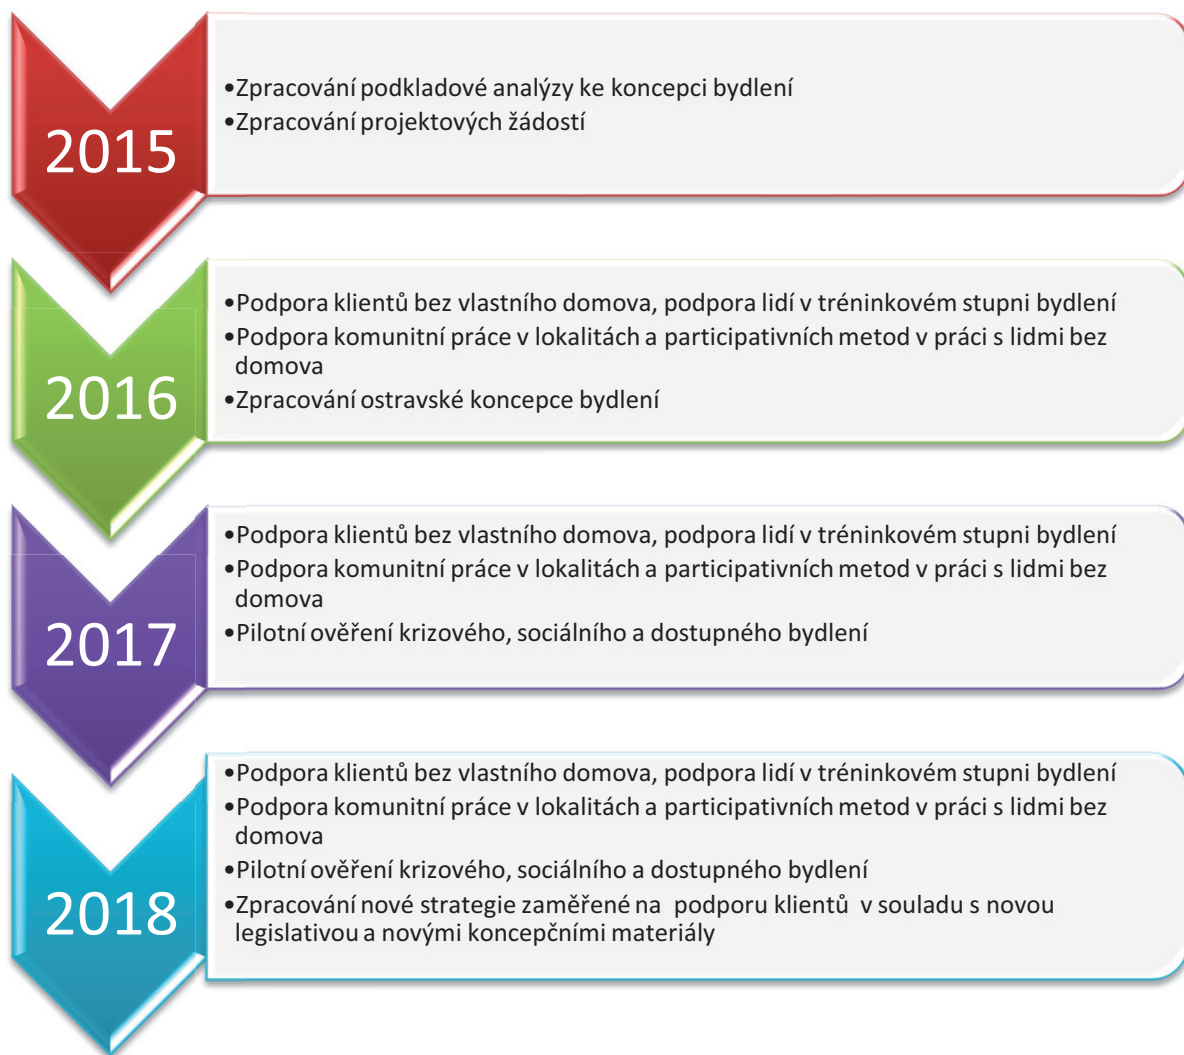 2015
•Zpracování podkladové analýzy ke koncepci bydlení
•Zpracování projektových žádostí
2016
•Podpora klientů bez vlastního domova, podpora lidí v tréninkovém stupni bydlení
•Podpora komunitní práce v lokalitách a participativních metod v práci s lidmi bez
domova
•Zpracování ostravské koncepce bydlení
2017
•Podpora klientů bez vlastního domova, podpora lidí v tréninkovém stupni bydlení
•Podpora komunitní práce v lokalitách a participativních metod v práci s lidmi bez
domova
•Pilotní ověření krizového, sociálního a dostupného bydlení
2018
•Podpora klientů bez vlastního domova, podpora lidí v tréninkovém stupni bydlení
•Podpora komunitní práce v lokalitách a participativních metod v práci s lidmi bez
domova
•Pilotní ověření krizového, sociálního a dostupného bydlení
•Zpracování nové strategie zaměřené na podporu klientů v souladu s novou
legislativou a novými koncepčními materiály